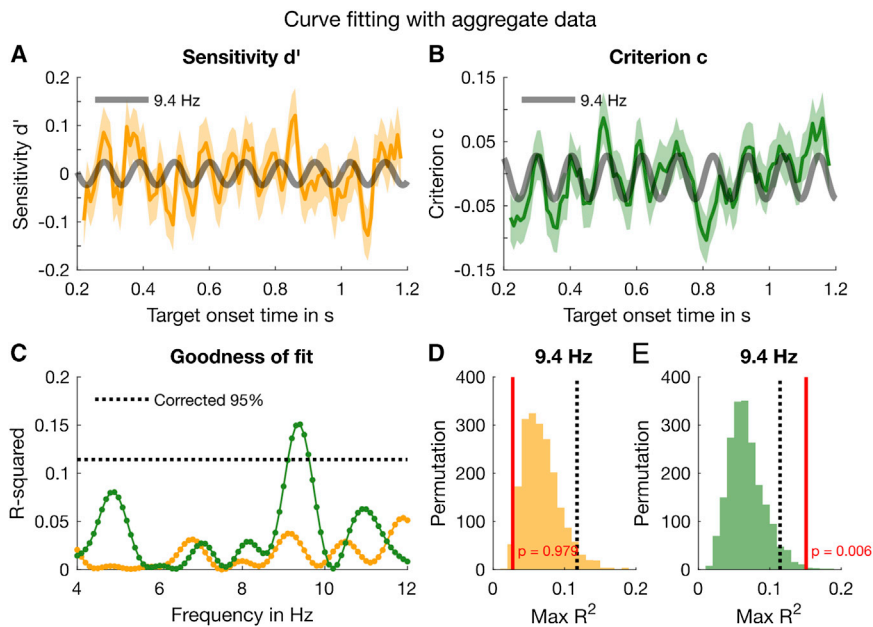 Curve fitting with aggregate data
A
Sensitivity d'
0.2
0.1
0
-0.1
-0.2
Sensitivity d'
9.4 Hz
0.2
0.4
0.6
0.8
1
1.2
Target onset time in s
B
Criterion c
0.15
0.05
-0.05
-0.15
Criterion c
9.4 Hz
0.2
0.4
0.6
0.8
1
1.2
Target onset time in s
C
Goodness of fit
0.2
0.15
0.1
0.05
0
R-squared
Corrected 95%
4
6
8
10
12
Frequency in Hz
D
9.4 Hz
400
300
200
100
0
Permutation
p = 0.979
0
0.1
0.2
Max R²
E
9.4 Hz
400
300
200
100
0
Permutation
p = 0.006
0
0.1
0.2
Max R²